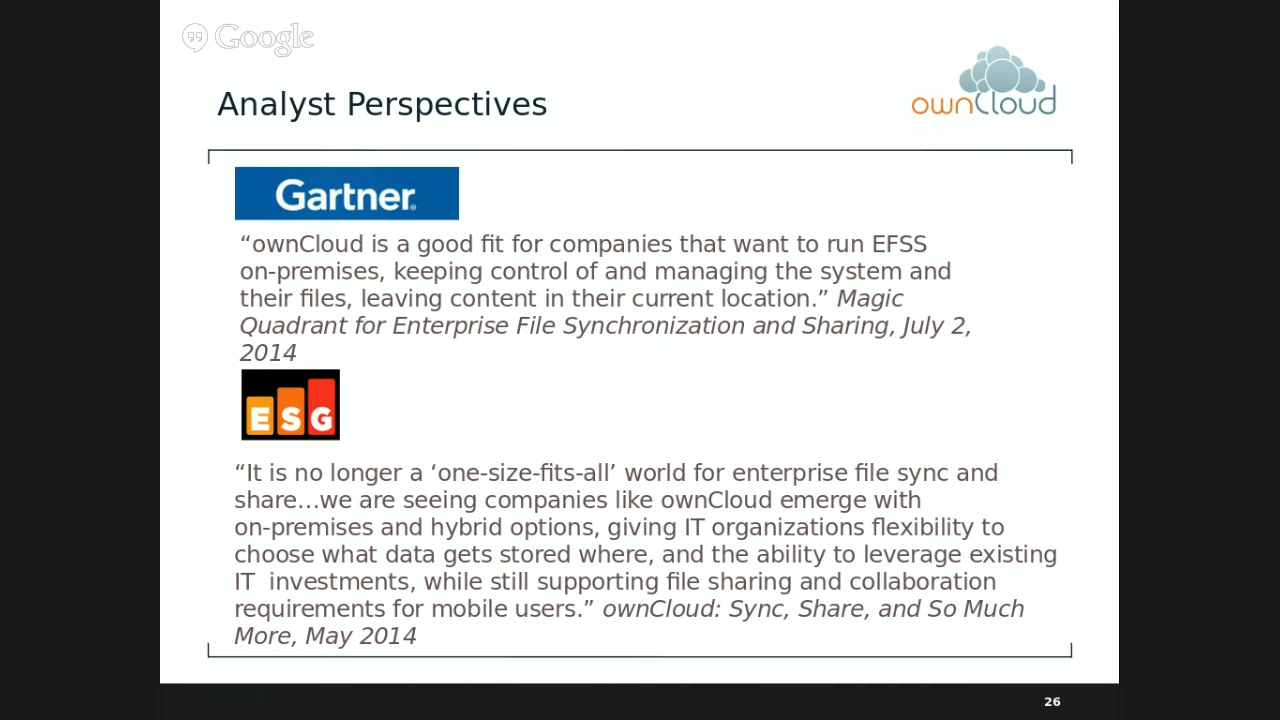 Google
ownCloud
Analyst Perspectives
Gartner®
“ownCloud is a good fit for companies that want to run EFSS
on-premises, keeping control of and managing the system and
their files, leaving content in their current location.” Magic
Quadrant for Enterprise File Synchronization and Sharing, July 2,
2014
ESG
“It is no longer a ‘one-size-fits-all’ world for enterprise file sync and
share…we are seeing companies like ownCloud emerge with
on-premises and hybrid options, giving IT organizations flexibility to
choose what data gets stored where, and the ability to leverage existing
IT  investments, while still supporting file sharing and collaboration
requirements for mobile users.” ownCloud: Sync, Share, and So Much
More, May 2014
26